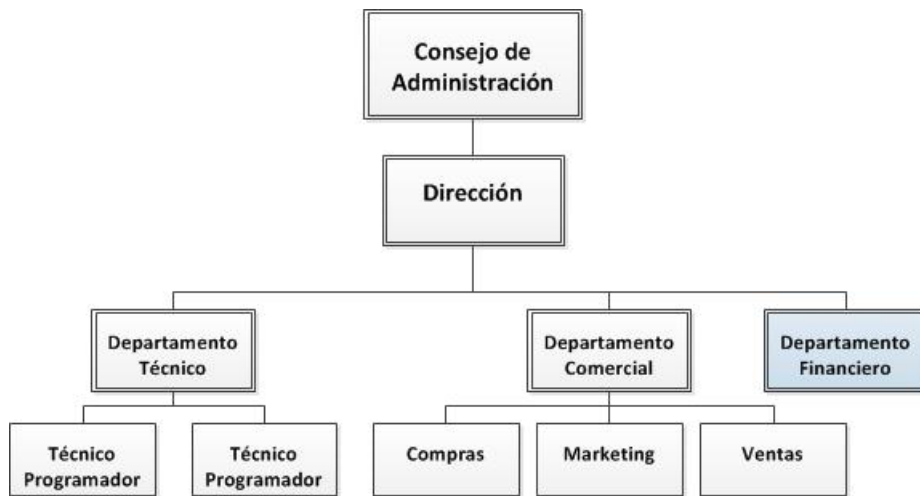 Consejo de
Administración
Dirección
Departamento
Técnico
Departamento
Comercial
Departamento
Financiero
Técnico
Programador
Técnico
Programador
Compras
Marketing
Ventas